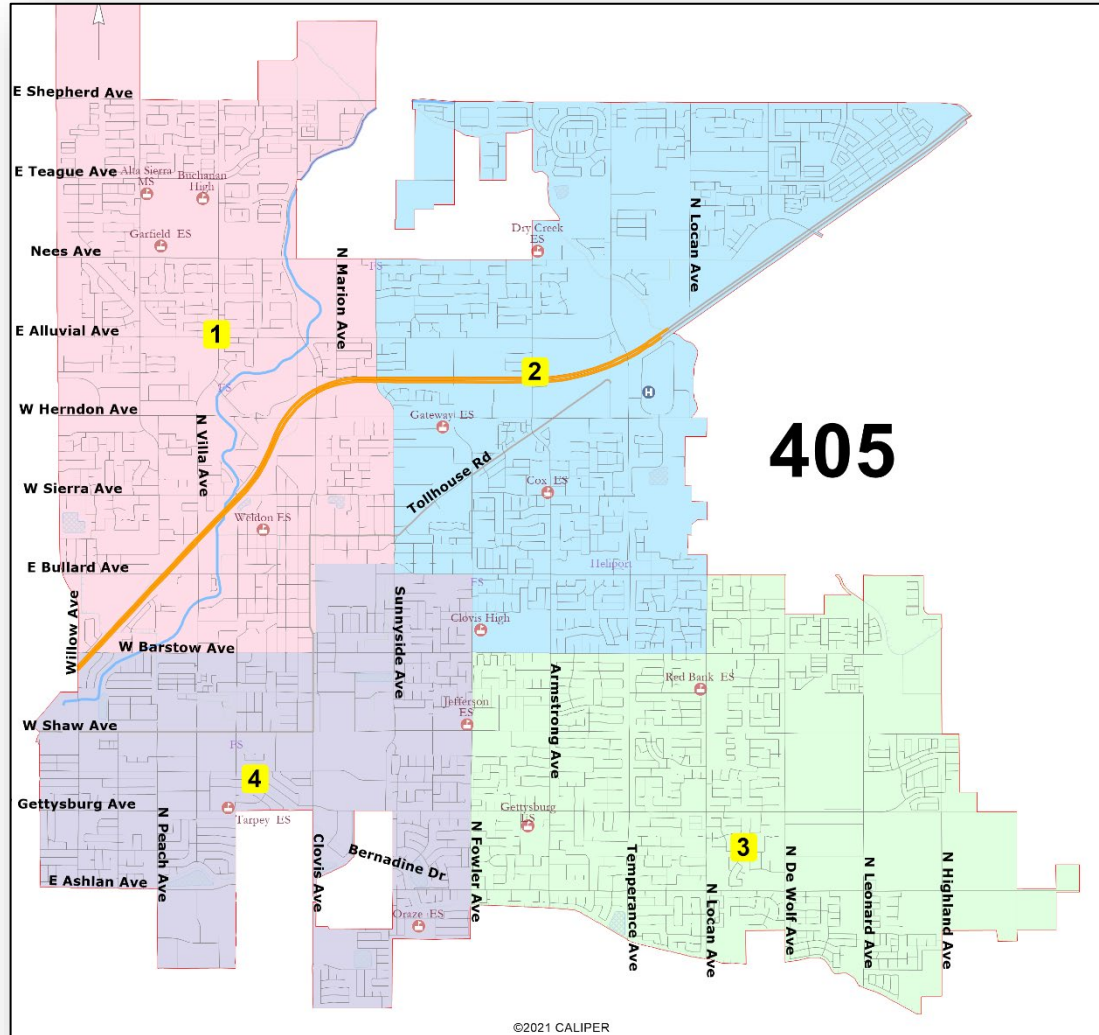 E Shepherd Ave
E Teague Ave
Alta Sierra
MS
Buchanan
High
Garfield ES
Nees Ave
N Marion Ave
Dry Creek
ES
N Locan Ave
FS
E Alluvial Ave
1
2
FS
W Herndon Ave
N Villa Ave
Gateway ES
H
405
Tollhouse Rd
W Sierra Ave
Cox ES
Weldon ES
E Bullard Ave
Heliport
FS
Willow Ave
Sunnyside Ave
Clovis High
W Barstow Ave
Armstrong Ave
Red Bank ES
Jefferson
ES
W Shaw Ave
FS
4
Gettysburg Ave
Tarpey ES
Gettysburg
ES
3
N Peach Ave
Clovis Ave
Bernadine Dr
N Fowler Ave
Temperance Ave
N Locan Ave
N De Wolf Ave
N Leonard Ave
N Highland Ave
E Ashlan Ave
Oraze ES
©2021 CALIPER